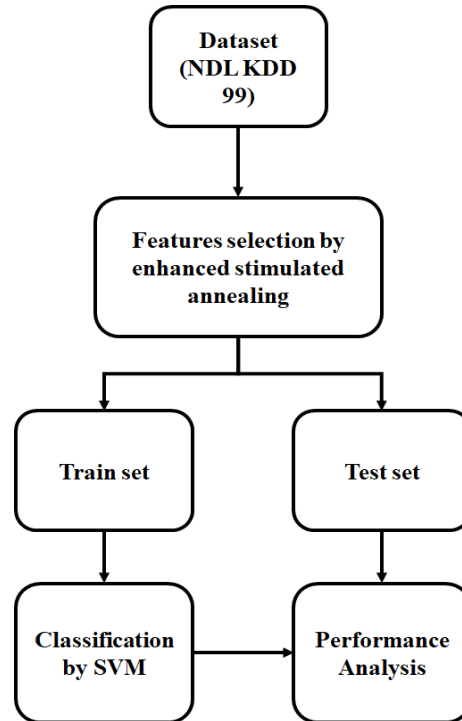 Dataset
(NDL KDD
99)
Features selection by
enhanced stimulated
annealing
Train set
Test set
Classification
by SVM
Performance
Analysis